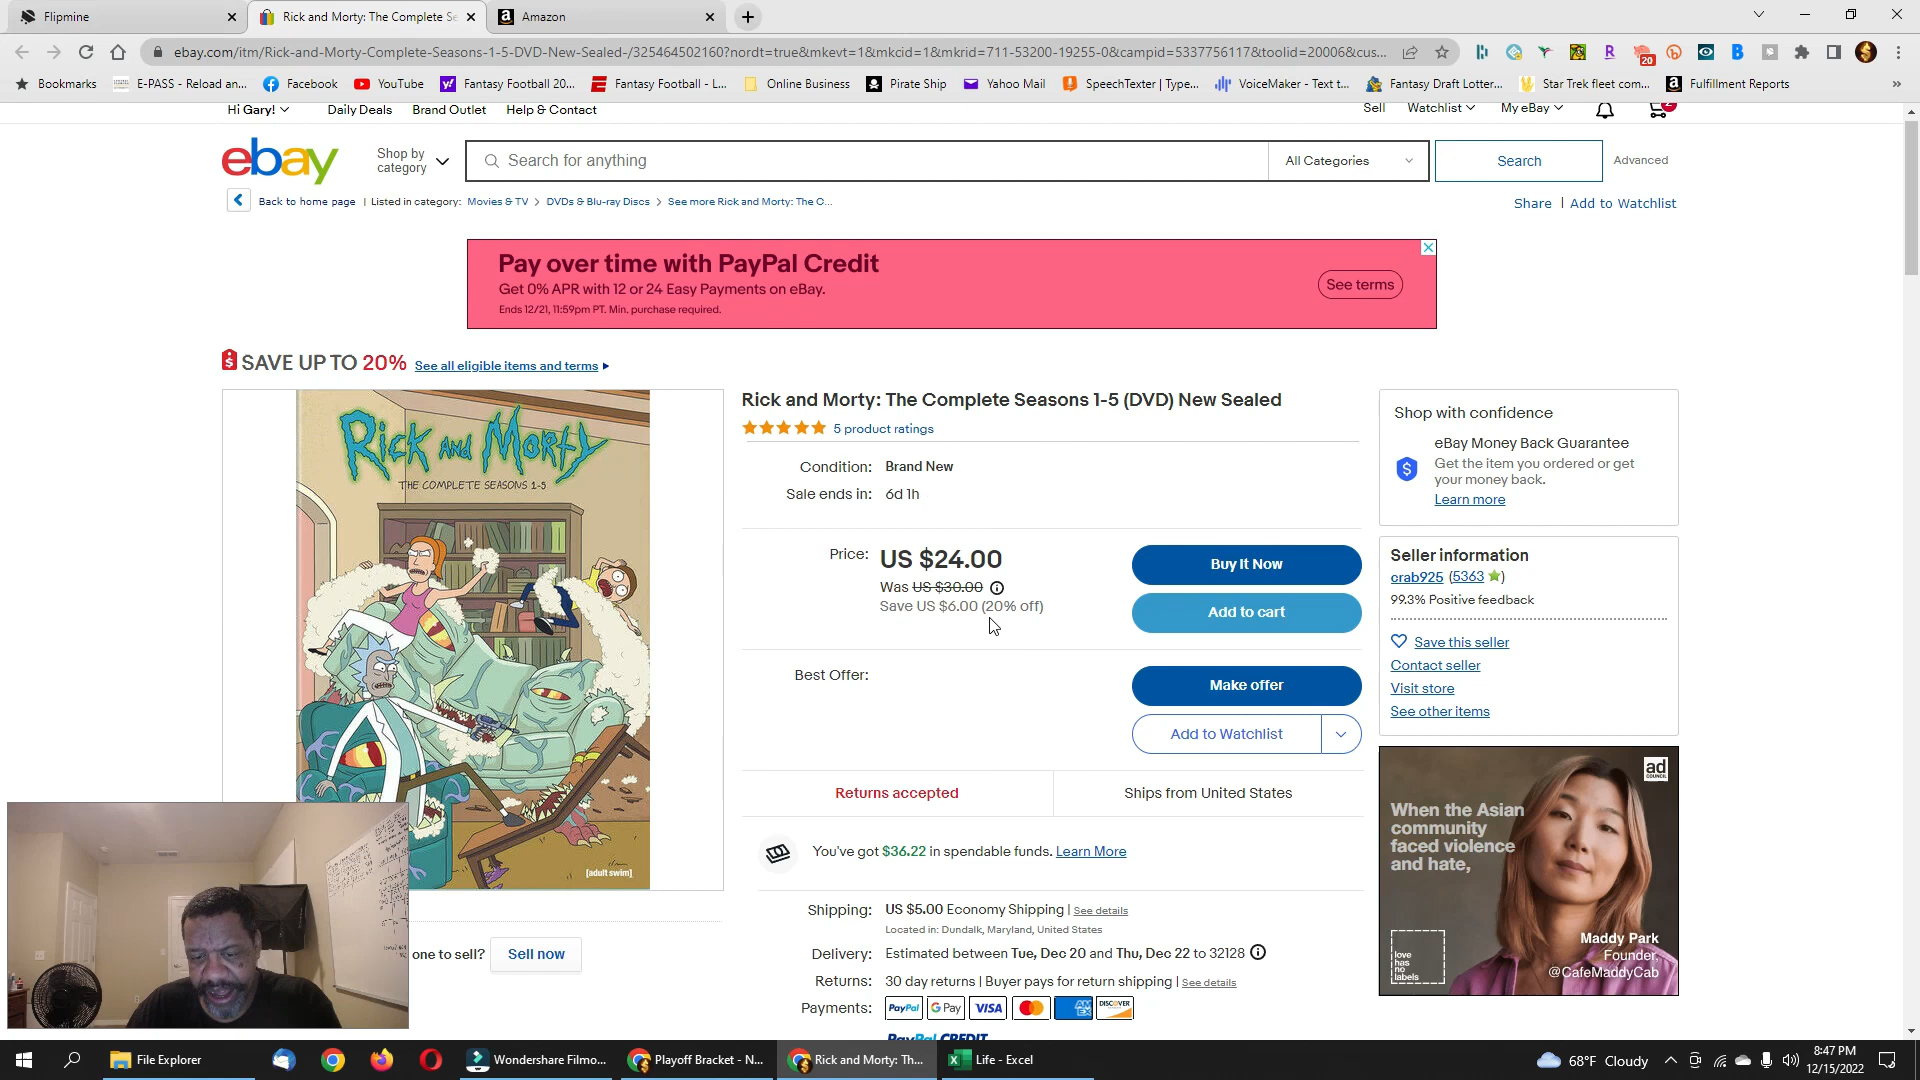 Flipmine
Rick and Morty: The Complete Se
Amazon
ebay.com/itm/Rick-and-Morty-Complete-Seasons-1-5-DVD-New-Sealed-/325464502160?nordt=true&mkevt=1&mkcid=1&mkrid=711-53200-19255-0&campid=5337756117&toolid=20006&cus...
20
Bookmarks
E-PASS - Reload an...
Facebook
YouTube
Fantasy Football 20...
Fantasy Football - L...
Online Business
Pirate Ship
Yahoo Mail
SpeechTexter | Type...
VoiceMaker - Text t...
Fantasy Draft Lotter...
Star Trek fleet com...
Fulfillment Reports
Hi Gary!
Daily Deals
Brand Outlet
Help & Contact
Sell
Watchlist
My eBay
ebay
Shop by
category
Search for anything
All Categories
Search
Advanced
Back to home page
| Listed in category:
Movies & TV > DVDs & Blu-ray Discs > See more Rick and Morty: The C...
Share | Add to Watchlist
Pay over time with PayPal Credit
Get 0% APR with 12 or 24 Easy Payments on eBay.
Ends 12/21, 11:59pm PT. Min. purchase required.
See terms
SAVE UP TO 20% See all eligible items and terms
RICK AND MORTY
THE COMPLETE SEASONS 1-5
[adult swim]
Rick and Morty: The Complete Seasons 1-5 (DVD) New Sealed
5 product ratings
Condition: Brand New
Sale ends in: 6d 1h
Price: US $24.00
Was US $30.00
Save US $6.00 (20% off)
Buy It Now
Add to cart
Best Offer:
Make offer
Add to Watchlist
Returns accepted
Ships from United States
You've got $36.22 in spendable funds. Learn More
Shipping: US $5.00 Economy Shipping | See details
Located in: Dundalk, Maryland, United States
Delivery: Estimated between Tue, Dec 20 and Thu, Dec 22 to 32128
Returns: 30 day returns | Buyer pays for return shipping | See details
Payments: PayPal G Pay VISA AM EX DISCOVER
PayPal CREDIT
one to sell?
Sell now
Shop with confidence
eBay Money Back Guarantee
Get the item you ordered or get
your money back.
Learn more
Seller information
crab925 (5363)
99.3% Positive feedback
Save this seller
Contact seller
Visit store
See other items
ad
COUNCIL
When the Asian
community
faced violence
and hate,
love
has
no
labels
Maddy Park
Founder,
@CafeMaddyCab
File Explorer
Wondershare Filmo...
Playoff Bracket - N...
Rick and Morty: Th...
Life - Excel
68°F Cloudy
8:47 PM
12/15/2022